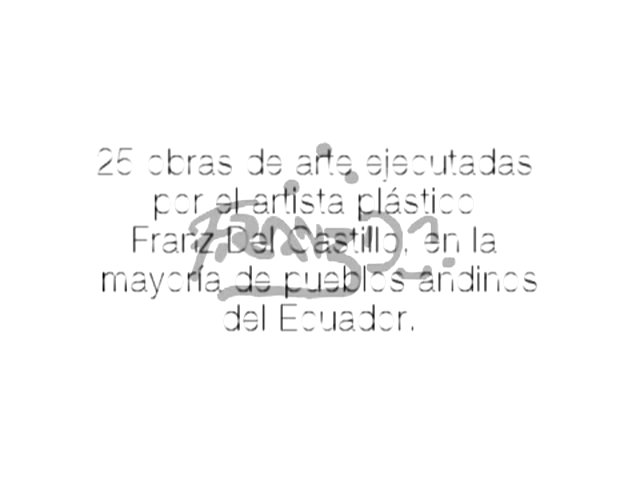 25 obras de arte ejecutadas
por el artista plástico
Franz Del Castillo, en la
mayoría de pueblos andinos
del Ecuador.